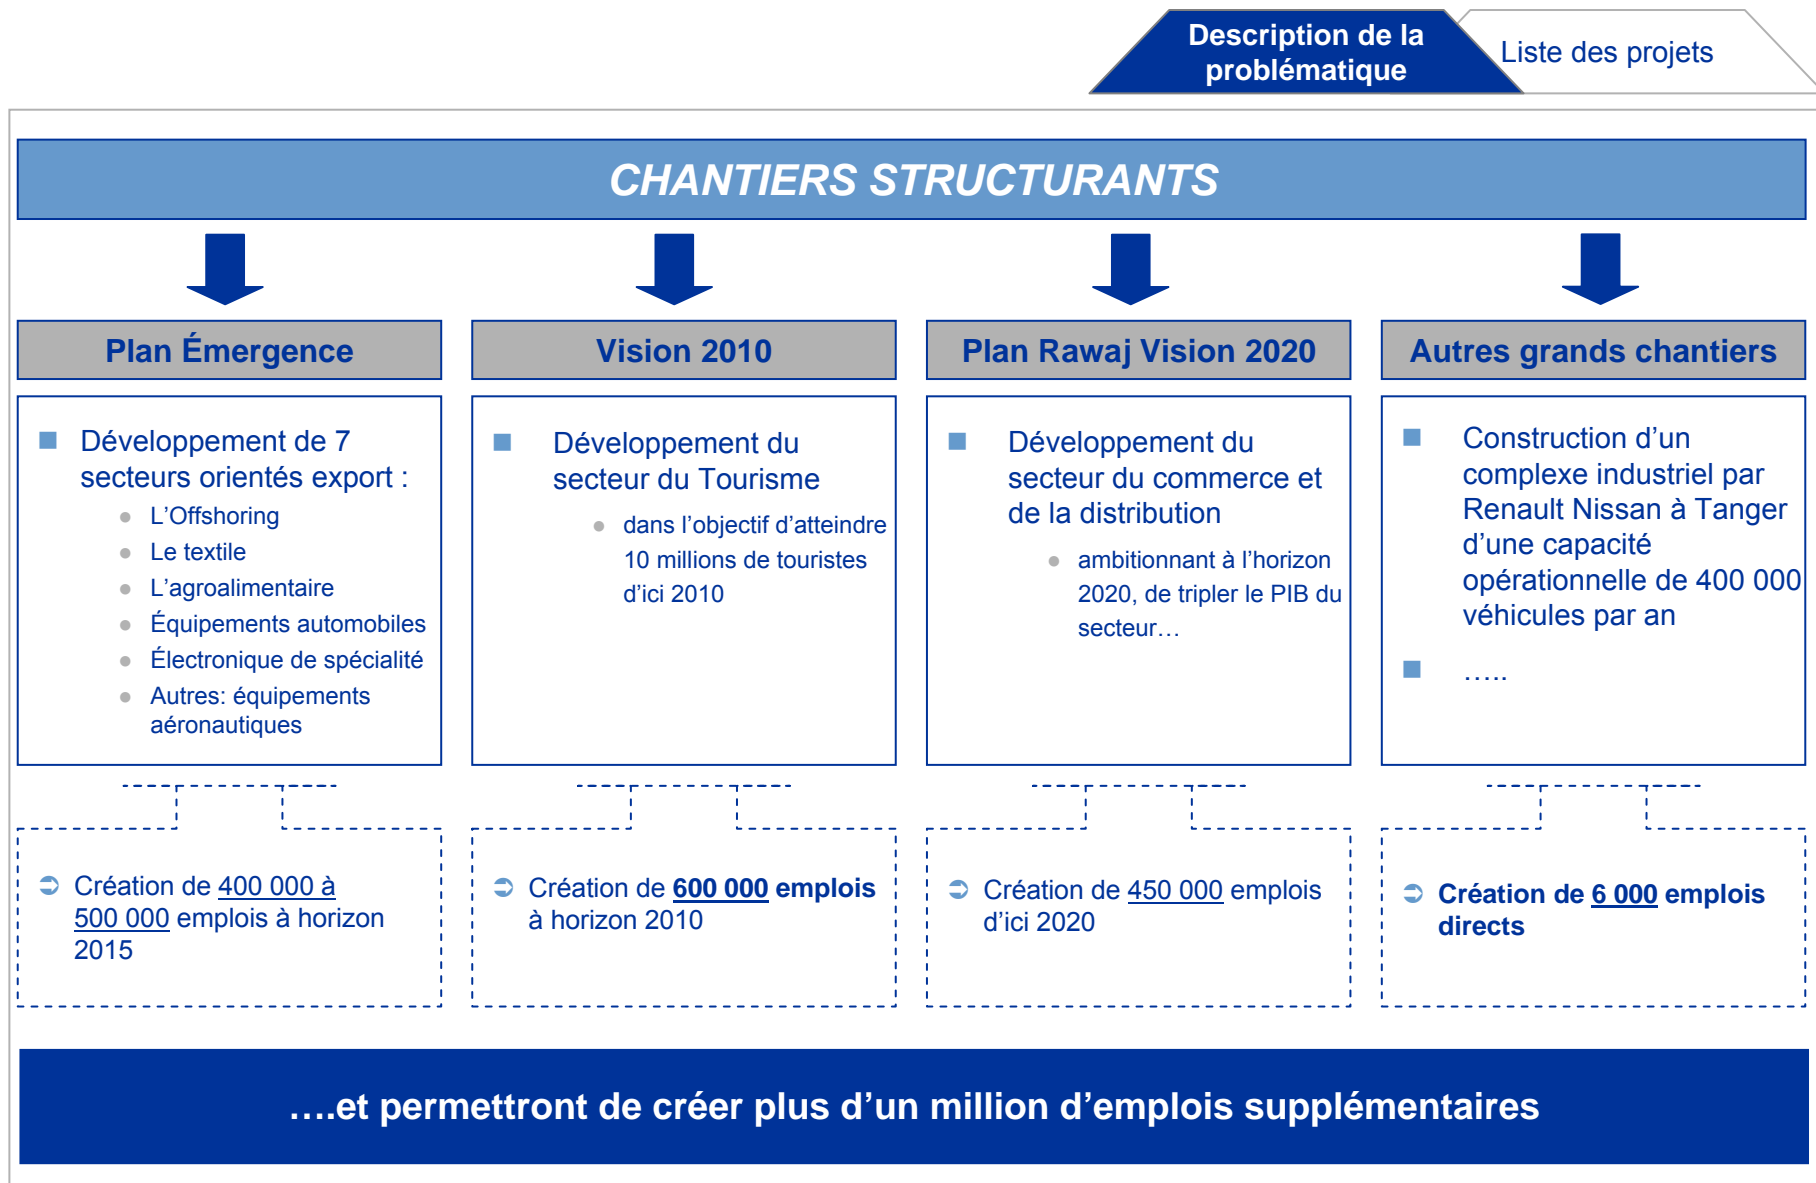 Description de la
problématique
Liste des projets
CHANTIERS STRUCTURANTS
Plan Émergence
Développement de 7
secteurs orientés export :
L’Offshoring
Le textile
L’agroalimentaire
Équipements automobiles
Électronique de spécialité
Autres: équipements
aéronautiques
Création de 400 000 à
500 000 emplois à horizon
2015
Vision 2010
Développement du
secteur du Tourisme
dans l’objectif d’atteindre
10 millions de touristes
d’ici 2010
Création de 600 000 emplois
à horizon 2010
Plan Rawaj Vision 2020
Développement du
secteur du commerce et
de la distribution
ambitionnant à l’horizon
2020, de tripler le PIB du
secteur…
Création de 450 000 emplois
d’ici 2020
Autres grands chantiers
Construction d’un
complexe industriel par
Renault Nissan à Tanger
d’une capacité
opérationnelle de 400 000
véhicules par an
…..
Création de 6 000 emplois
directs
….et permettront de créer plus d’un million d’emplois supplémentaires